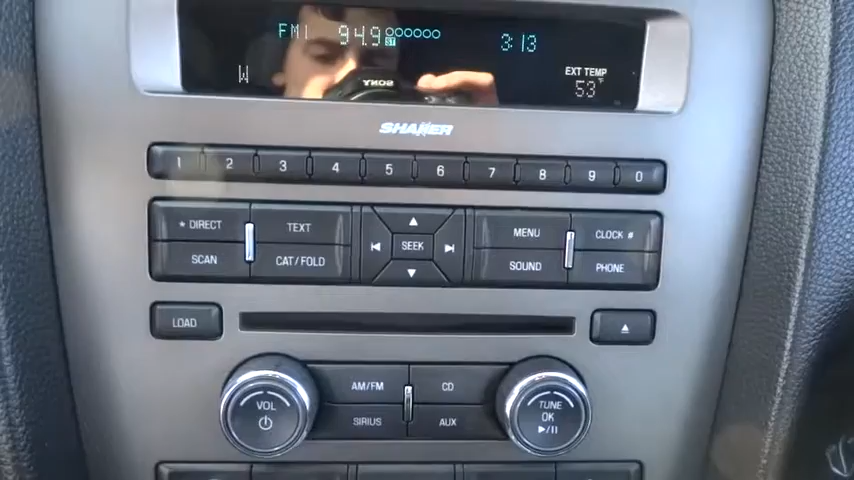 FM1 94.9 ST 3:13
W EXT TEMP
53°F
SONY
SHAKER
1 2 3 4 5 6 7 8 9 0
* DIRECT TEXT MENU CLOCK #
SEEK
SCAN CAT/FOLD SOUND PHONE
LOAD
AM/FM CD
VOL TUNE
OK
SIRIUS AUX